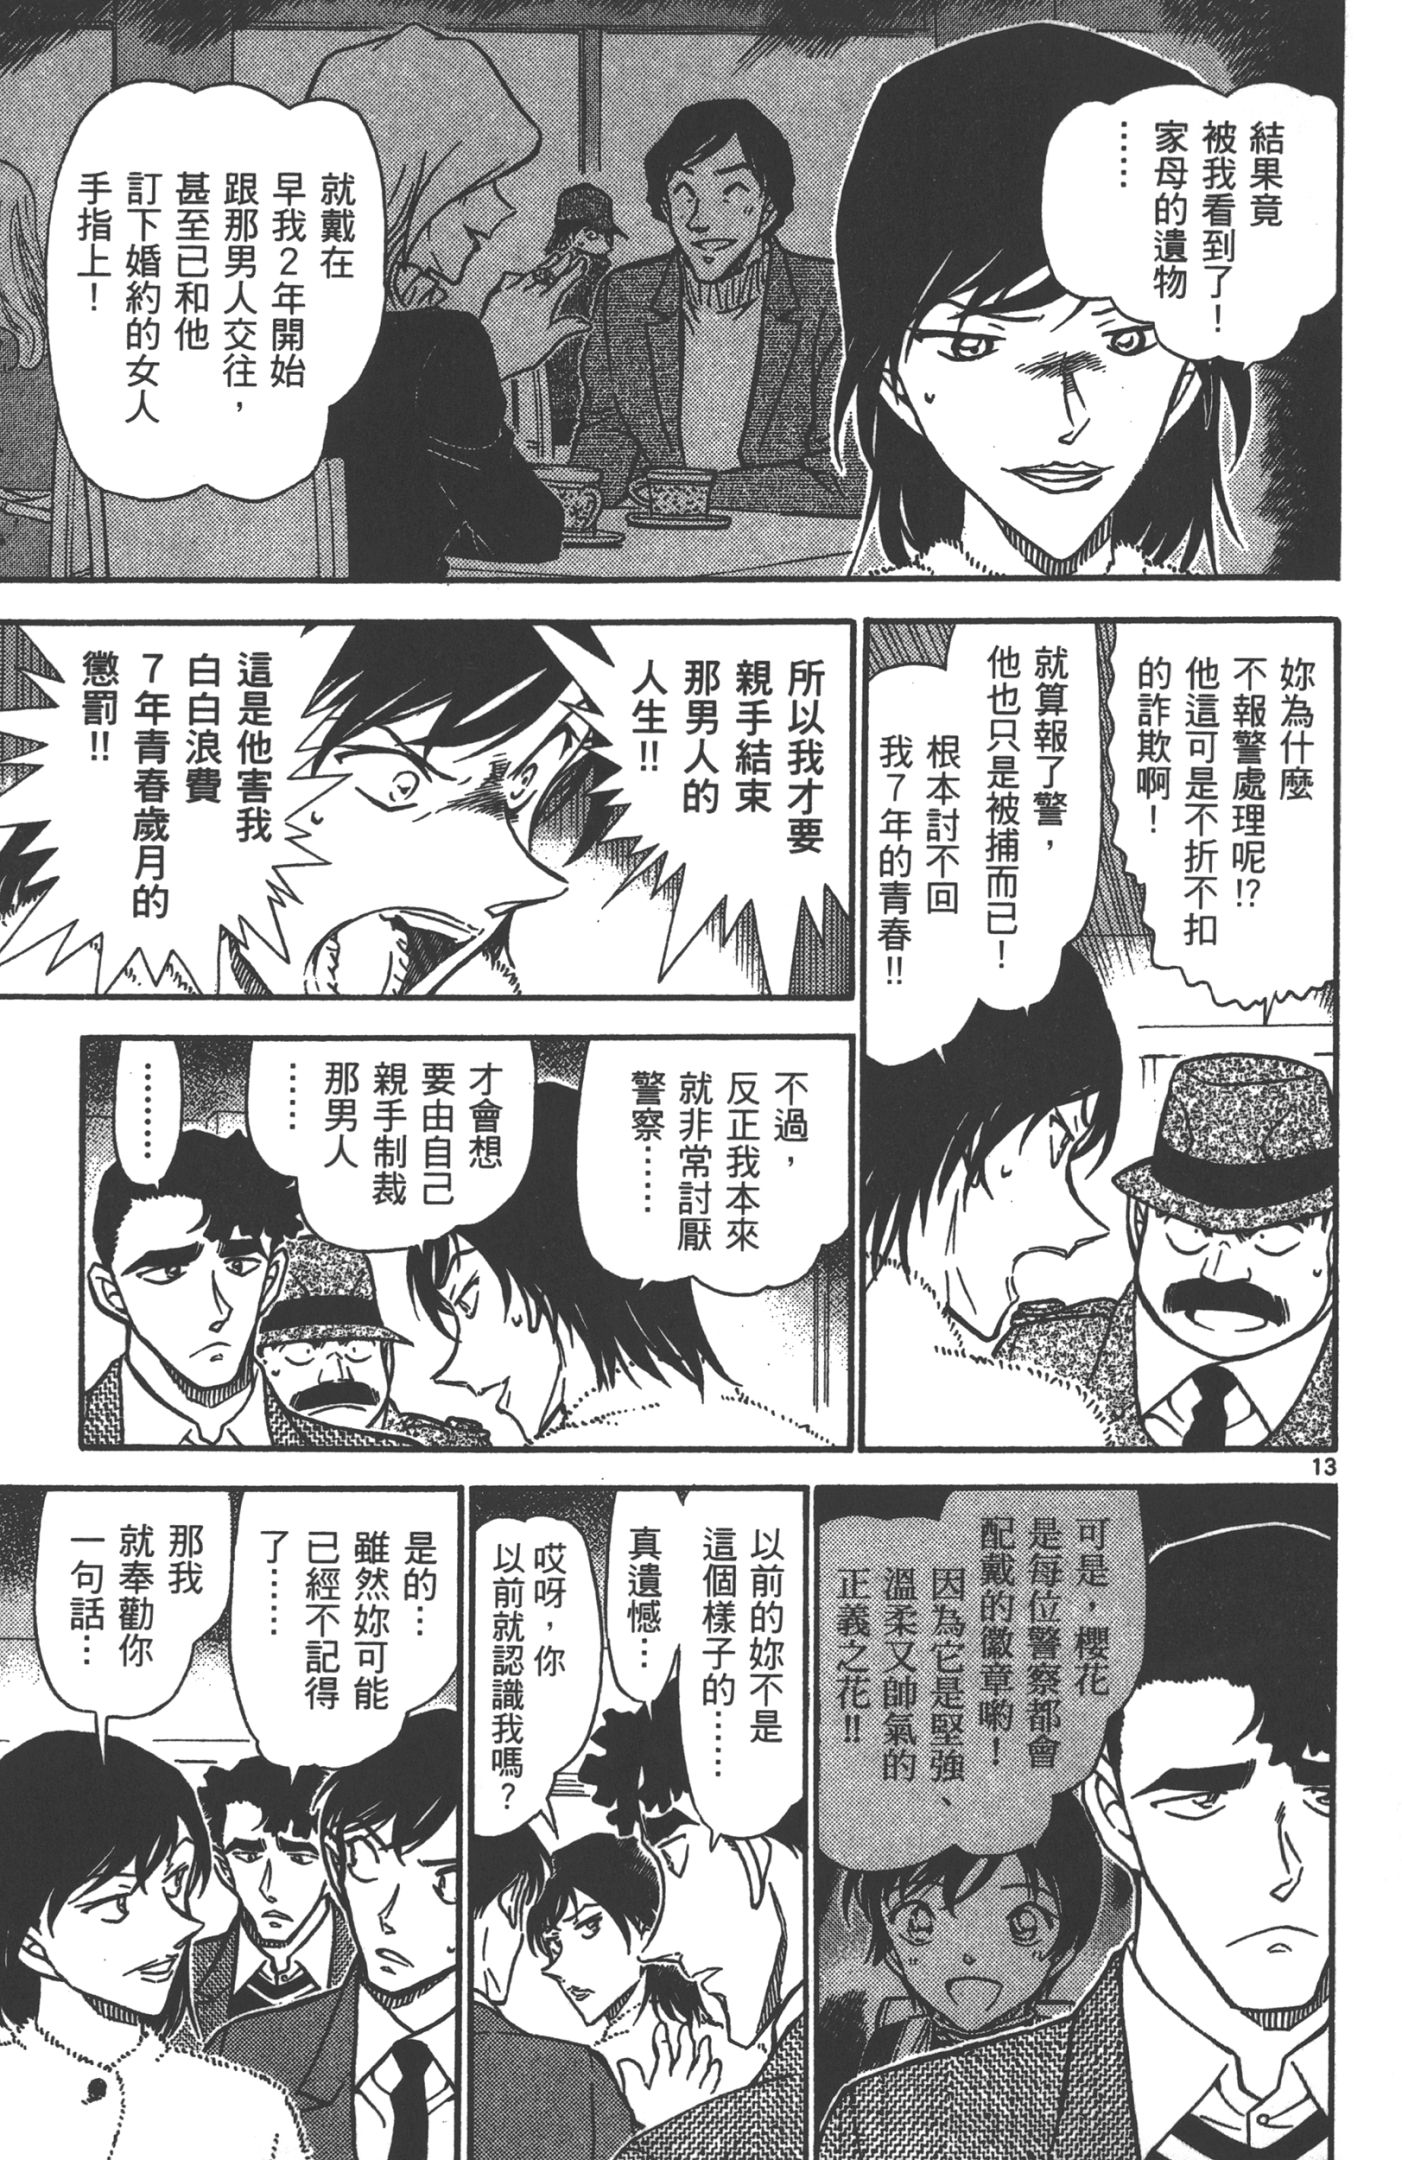 結果竟
被我看到了！
家母的遺物
……
就戴在
早我2年開始
跟那男人交往，
甚至已和他
訂下婚約的女人
手指上！
妳為什麼
不報警處理呢!?
他這可是不折不扣
的詐欺啊！
就算報了警，
他也只是被捕而已！
根本討不回
我7年的青春!!
所以我才要
親手結束
那男人的
人生!!
這是他害我
白白浪費
7年青春歲月的
懲罰!!
不過，
反正我本來
就非常討厭
警察……
才會想
要由自己
親手制裁
那男人
……
………
13
可是，櫻花
是每位警察都會
配戴的徽章喲！
因為它是堅強、
溫柔又帥氣的
正義之花!!
以前的妳不是
這個樣子的……
真遺憾…
哎呀，你
以前就認識我嗎？
是的…
雖然妳可能
已經不記得
了……
那我
就奉勸你
一句話…